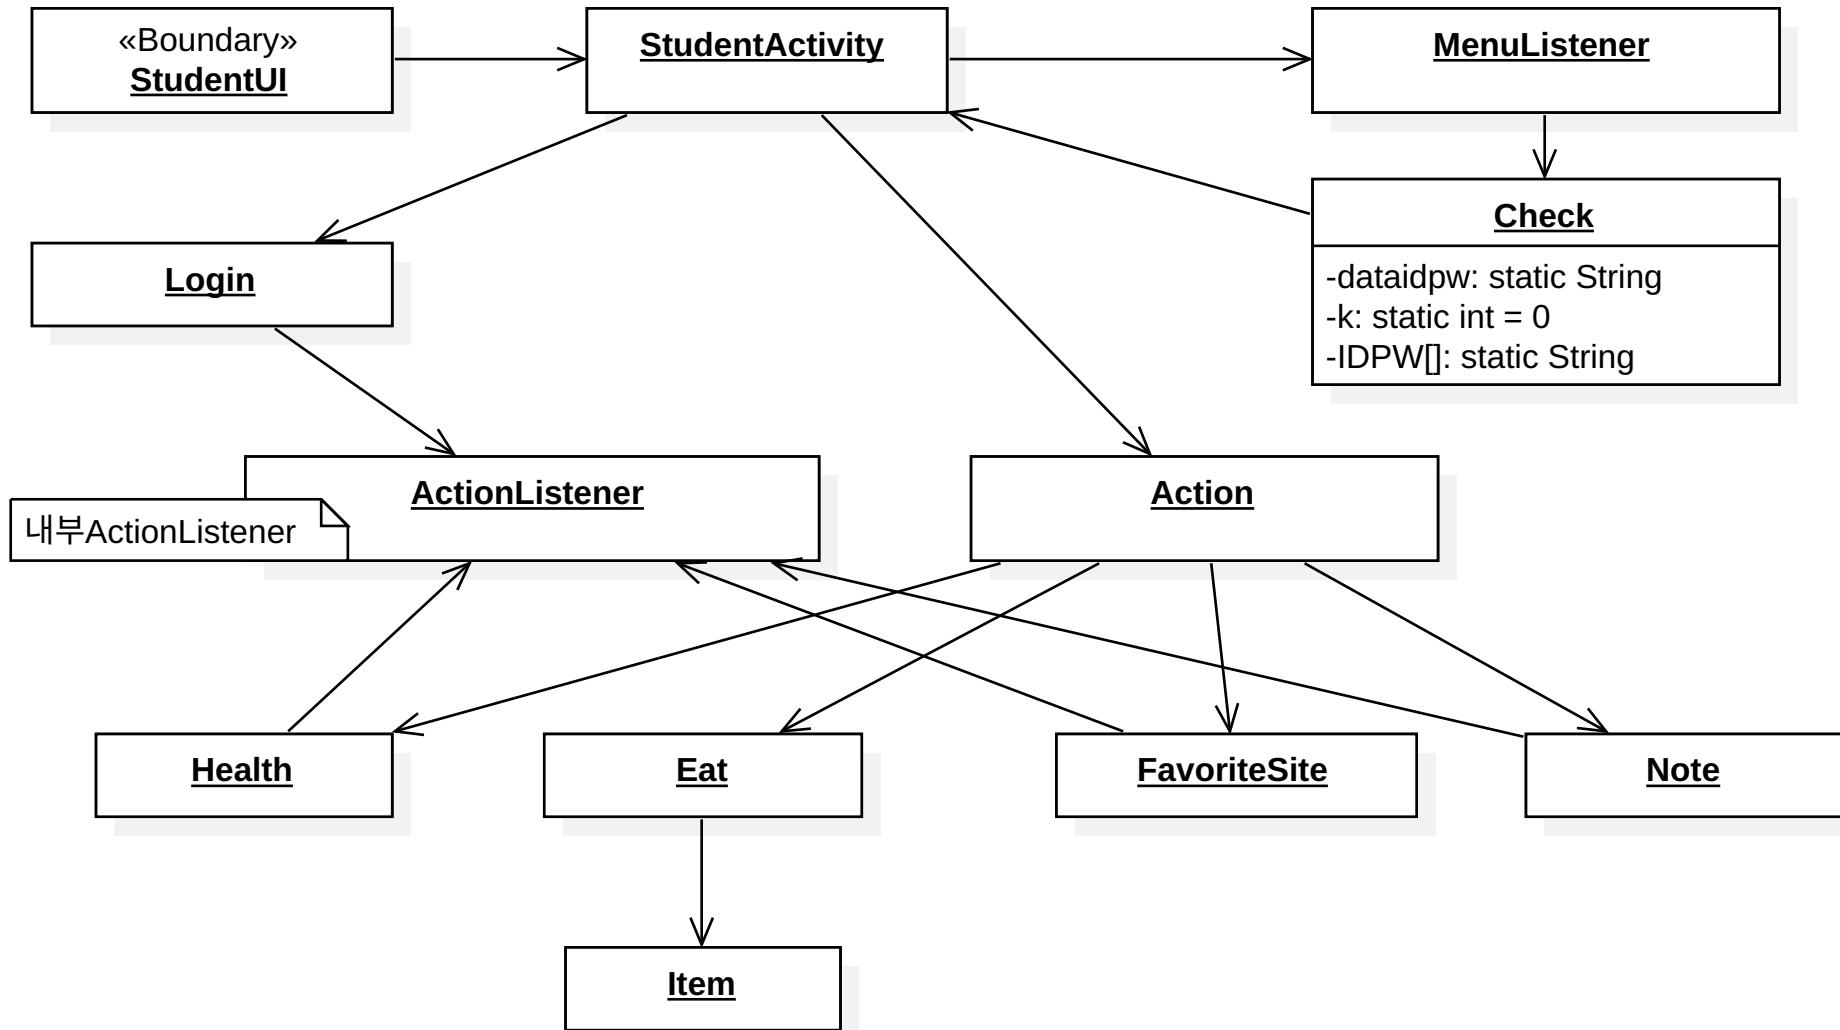 «Boundary»
StudentUI
StudentActivity
MenuListener
Check
-dataidpw: static String
-k: static int = 0
-IDPW[]: static String
Login
ActionListener
내부ActionListener
Action
Health
Eat
FavoriteSite
Note
Item